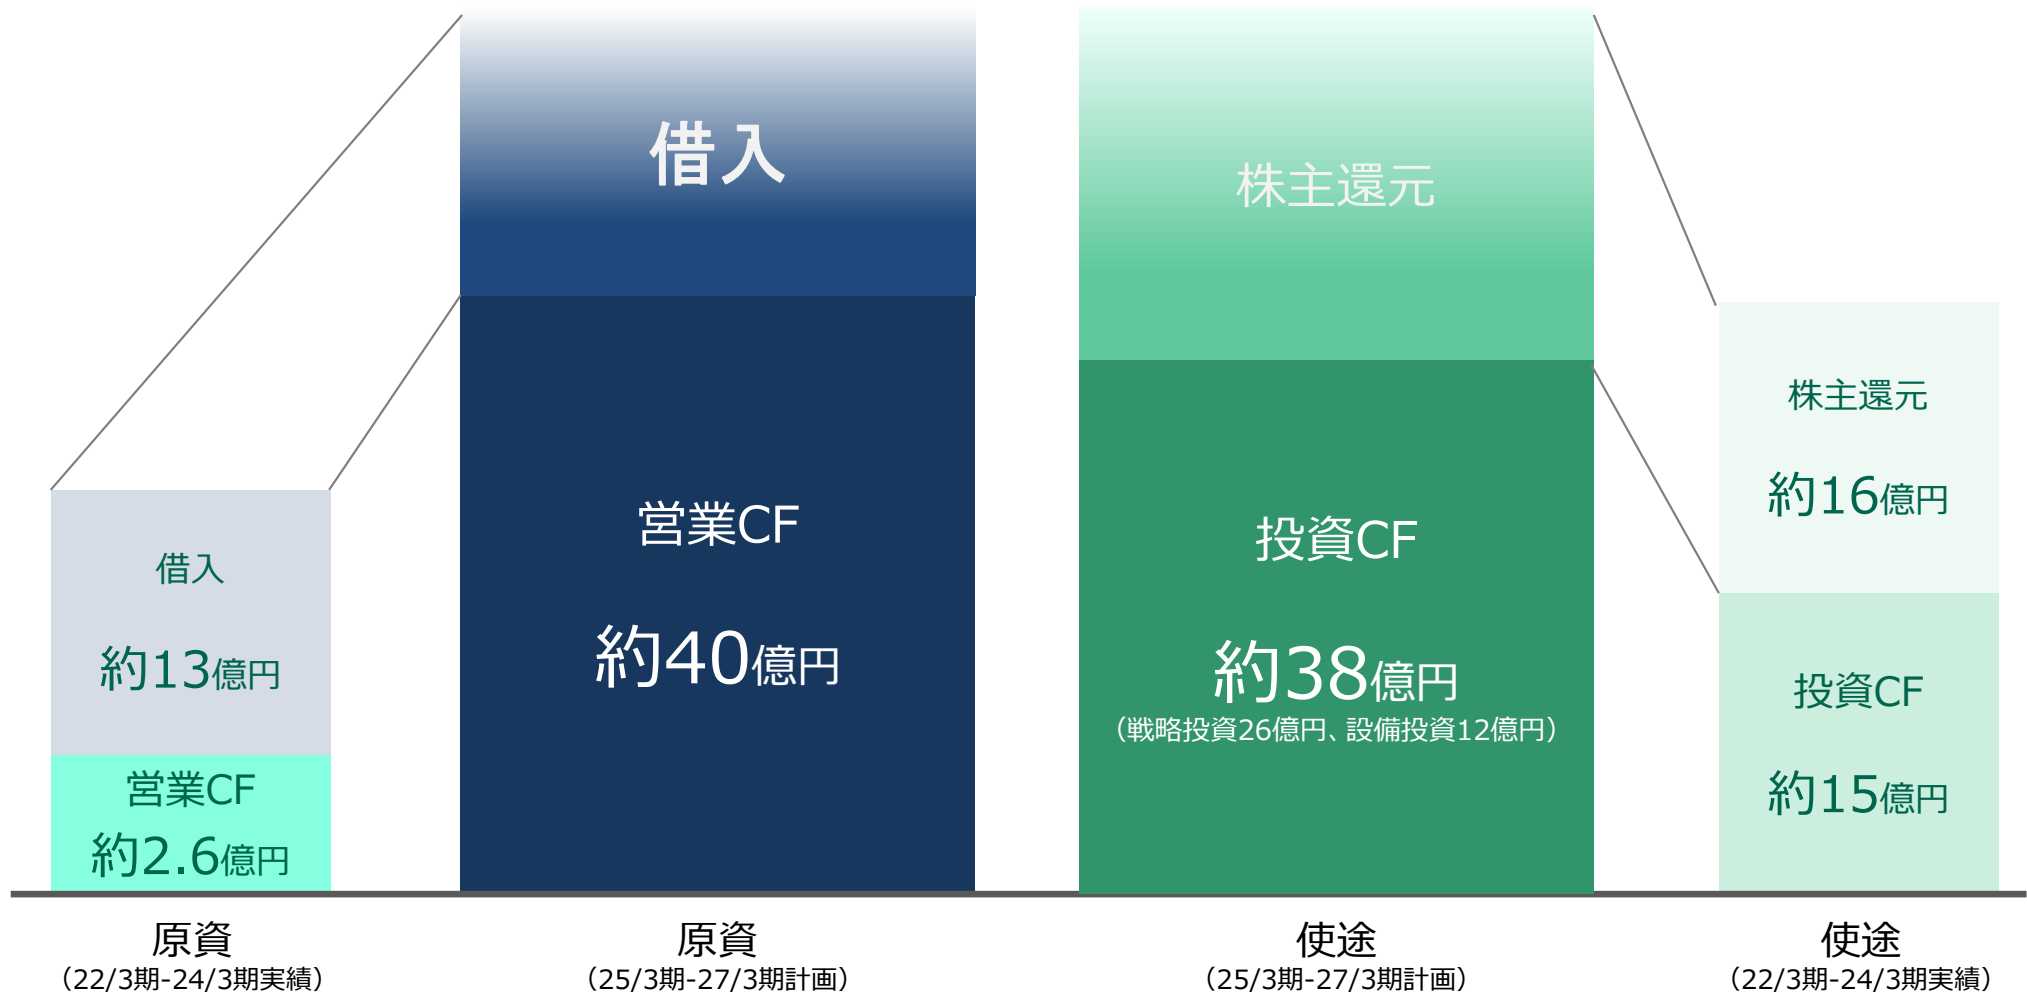 借入
約13億円
営業CF
約2.6億円
原資
（22/3期-24/3期実績）
借入
営業CF
約40億円
原資
（25/3期-27/3期計画）
株主還元
投資CF
約38億円
（戦略投資26億円、設備投資12億円）
使途
（25/3期-27/3期計画）
株主還元
約16億円
投資CF
約15億円
使途
（22/3期-24/3期実績）